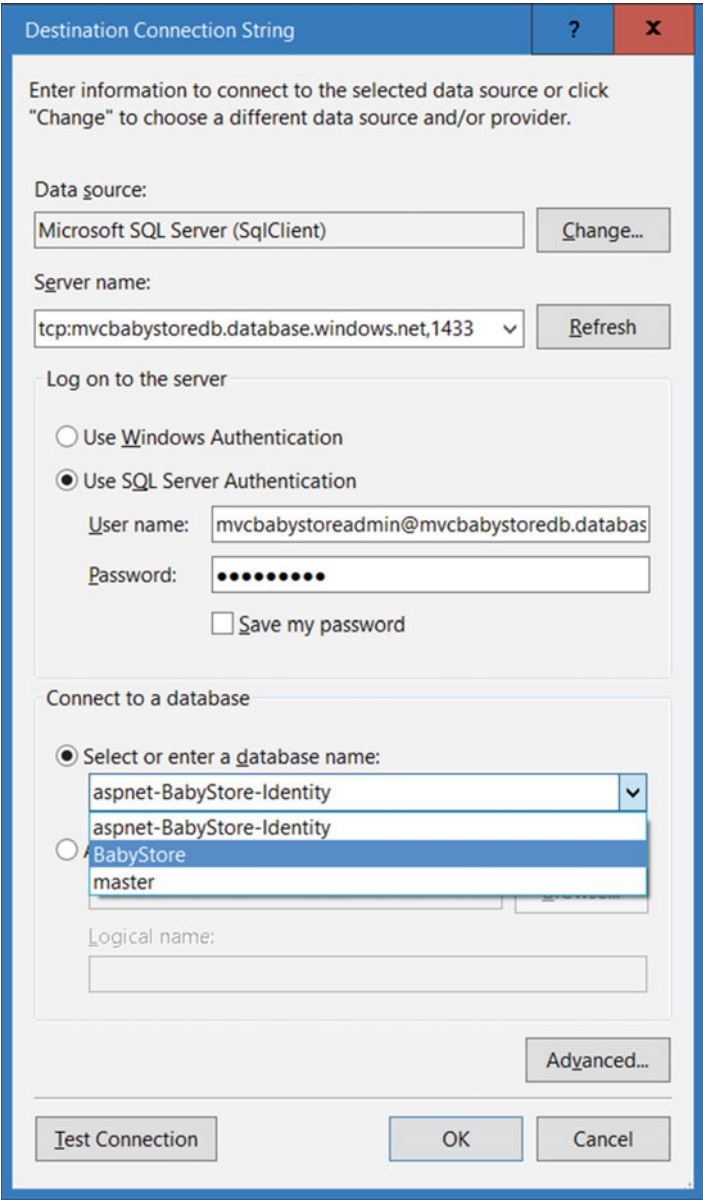 Destination Connection String
?
x
Enter information to connect to the selected data source or click
"Change" to choose a different data source and/or provider.
Data source:
Microsoft SQL Server (SqlClient)
Change...
Server name:
tcp:mvcbabystoredb.database.windows.net,1433
Refresh
Log on to the server
Use Windows Authentication
Use SQL Server Authentication
User name:
mvcbabystoreadmin@mvcbabystoredb.databas
Password:
●●●●●●●●●
Save my password
Connect to a database
Select or enter a database name:
aspnet-BabyStore-Identity
aspnet-BabyStore-Identity
BabyStore
master
Logical name:
Advanced...
Test Connection
OK
Cancel